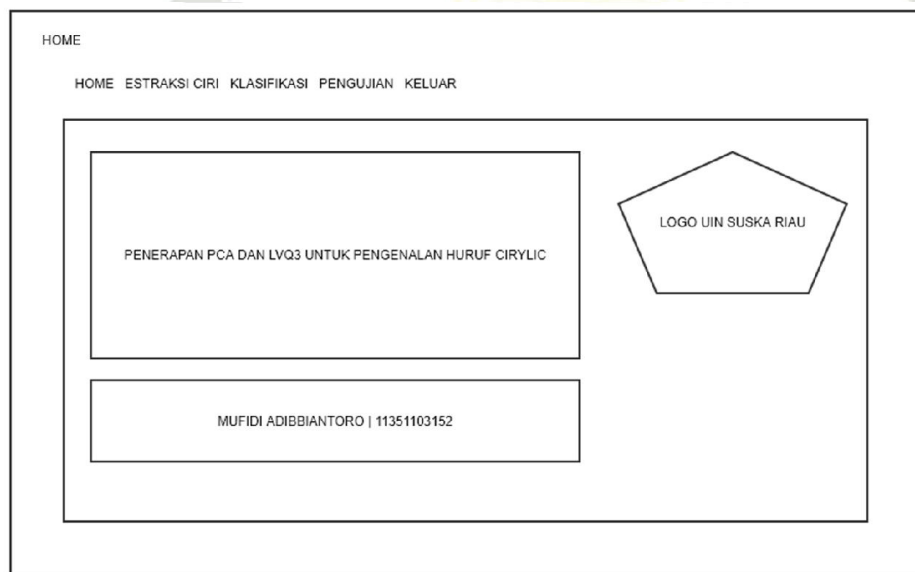 HOME
HOME ESTRAKSI CIRI KLASIFIKASI PENGUJIAN KELUAR
PENERAPAN PCA DAN LVQ3 UNTUK PENGENALAN HURUF CIRYLIC
LOGO UIN SUSKA RIAU
MUFIDI ADIBBIANTORO | 11351103152